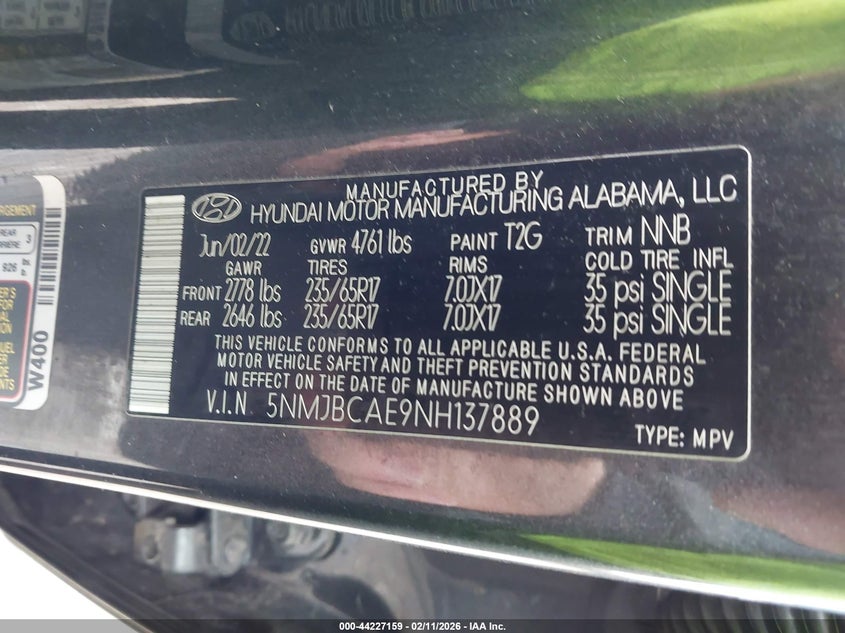 MANUFACTURED BY
HYUNDAI MOTOR MANUFACTURING ALABAMA, LLC
Jun/02/22 GVWR 4761 lbs PAINT T2G TRIM NNB
GAWR TIRES RIMS COLD TIRE INFL
FRONT 2778 lbs 235/65R17 7.0JX17 35 psi SINGLE
REAR 2646 lbs 235/65R17 7.0JX17 35 psi SINGLE
THIS VEHICLE CONFORMS TO ALL APPLICABLE U.S.A. FEDERAL
MOTOR VEHICLE SAFETY AND THEFT PREVENTION STANDARDS
IN EFFECT ON THE DATE OF MANUFACTURE SHOWN ABOVE
V.I.N. 5NMJBCAE9NH137889
TYPE: MPV
REAR
3
W400
000-44227159 - 02/11/2026 - IAA Inc.